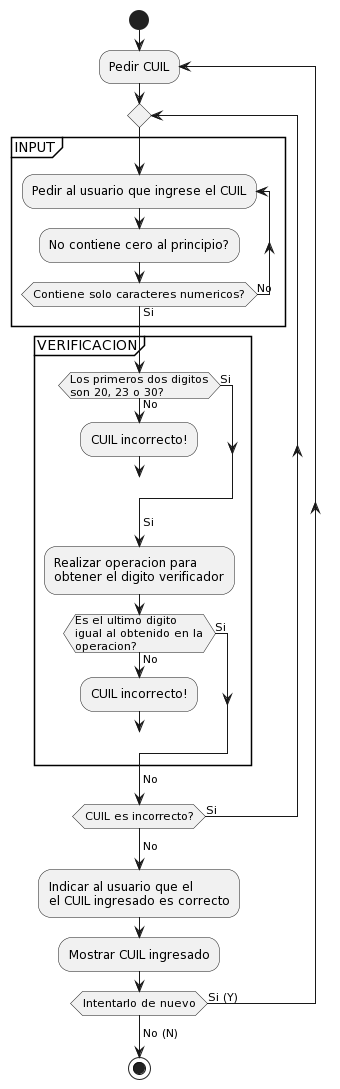 Pedir CUIL
INPUT
Pedir al usuario que ingrese el CUIL
No contiene cero al principio?
Contiene solo caracteres numericos?
No
Si
VERIFICACION
Los primeros dos digitos
son 20, 23 o 30?
Si
No
CUIL incorrecto!
Si
Realizar operacion para
obtener el digito verificador
Es el ultimo digito
igual al obtenido en la
operacion?
Si
No
CUIL incorrecto!
No
CUIL es incorrecto?
Si
No
Indicar al usuario que el
el CUIL ingresado es correcto
Mostrar CUIL ingresado
Intentarlo de nuevo
Si (Y)
No (N)